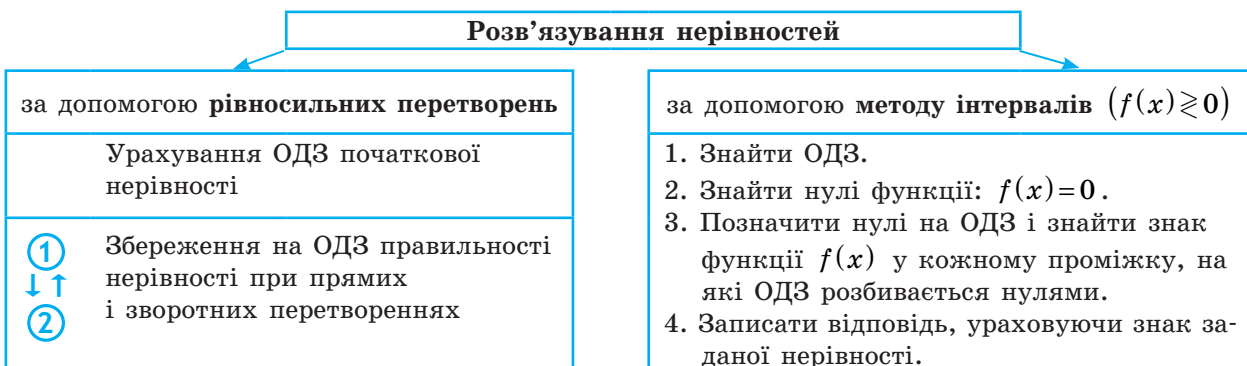 Розв'язування нерівностей
за допомогою рівносильних перетворень
Урахування ОДЗ початкової
нерівності
1
↓ ↑
2
Збереження на ОДЗ правильності
нерівності при прямих
і зворотних перетвореннях
за допомогою методу інтервалів (f(x)≷0)
1. Знайти ОДЗ.
2. Знайти нулі функції: f(x)=0.
3. Позначити нулі на ОДЗ і знайти знак
функції f(x) у кожному проміжку, на
які ОДЗ розбивається нулями.
4. Записати відповідь, ураховуючи знак за-
даної нерівності.